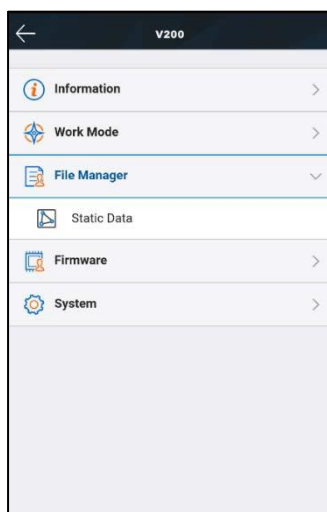 V200
Information
Work Mode
File Manager
Static Data
Firmware
System